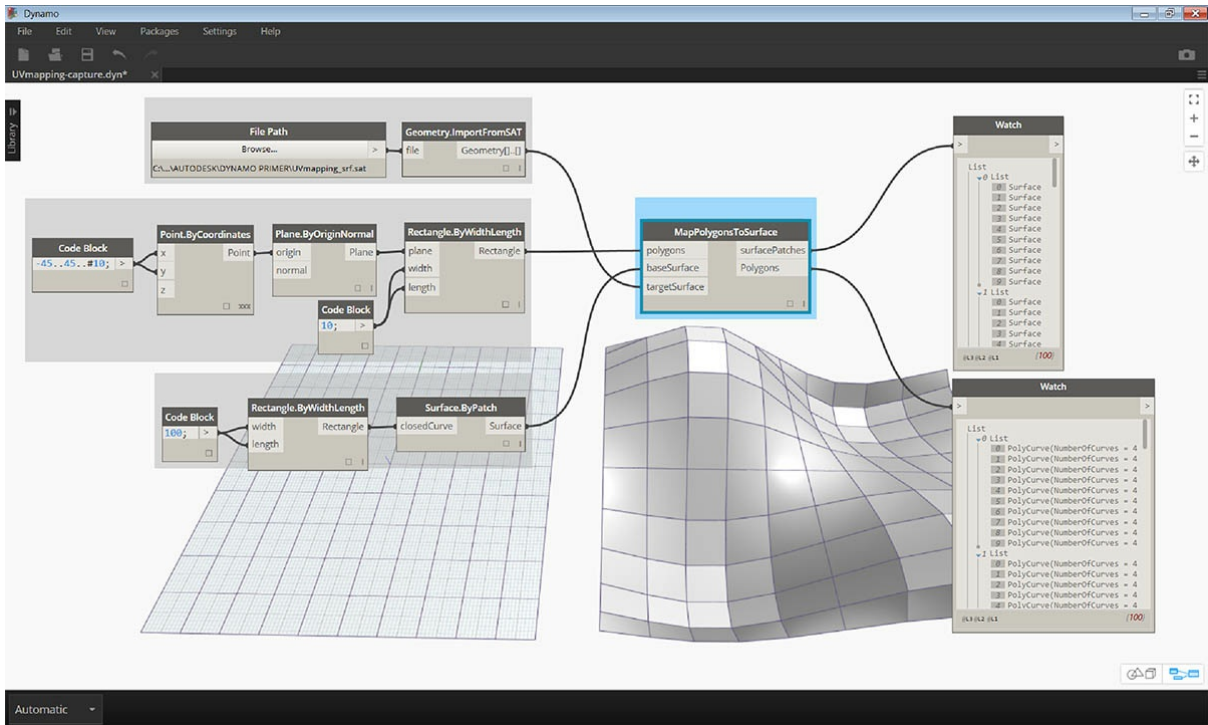 Dynamo
File Edit View Packages Settings Help
UVmapping-capture.dyn*
Library
File Path
Browse... >
C:\...\AUTODESK\DYNAMO PRIMER\UVmapping_srf.sat
Geometry.ImportFromSAT
file Geometry[]..[]
Code Block
-45..45..#10; >
Point.ByCoordinates
x Point
y
z
XXX
Plane.ByOriginNormal
origin Plane
normal
Rectangle.ByWidthLength
plane Rectangle
width
length
Code Block
10; >
Code Block
100; >
Rectangle.ByWidthLength
width Rectangle
length
Surface.ByPatch
closedCurve Surface
MapPolygonsToSurface
polygons surfacePatches
baseSurface Polygons
targetSurface
Watch
> >
List
0 List
0 Surface
1 Surface
2 Surface
3 Surface
4 Surface
5 Surface
6 Surface
7 Surface
8 Surface
9 Surface
1 List
0 Surface
1 Surface
2 Surface
3 Surface
4 Surface
@L3 @L2 @L1 {100}
Watch
> >
List
0 List
0 PolyCurve(NumberOfCurves = 4
1 PolyCurve(NumberOfCurves = 4
2 PolyCurve(NumberOfCurves = 4
3 PolyCurve(NumberOfCurves = 4
4 PolyCurve(NumberOfCurves = 4
5 PolyCurve(NumberOfCurves = 4
6 PolyCurve(NumberOfCurves = 4
7 PolyCurve(NumberOfCurves = 4
8 PolyCurve(NumberOfCurves = 4
9 PolyCurve(NumberOfCurves = 4
1 List
0 PolyCurve(NumberOfCurves = 4
1 PolyCurve(NumberOfCurves = 4
2 PolyCurve(NumberOfCurves = 4
3 PolyCurve(NumberOfCurves = 4
4 PolyCurve(NumberOfCurves = 4
@L3 @L2 @L1 {100}
Automatic